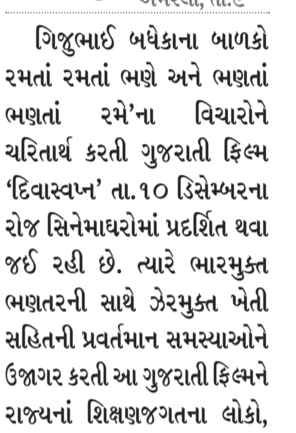 ગિજુભાઈ બધેકાના બાળકો
રમતાં રમતાં ભણે અને ભણતાં
ભણતાં રમે’ના વિચારોને
ચરિતાર્થ કરતી ગુજરાતી ફિલ્મ
‘દિવાસ્વપ્ન’ તા.૧૦ ડિસેમ્બરના
રોજ સિનેમાઘરોમાં પ્રદર્શિત થવા
જઈ રહી છે. ત્યારે ભારમુક્ત
ભણતરની સાથે ઝેરમુક્ત ખેતી
સહિતની પ્રવર્તમાન સમસ્યાઓને
ઉજાગર કરતી આ ગુજરાતી ફિલ્મને
રાજ્યનાં શિક્ષણજગતના લોકો,